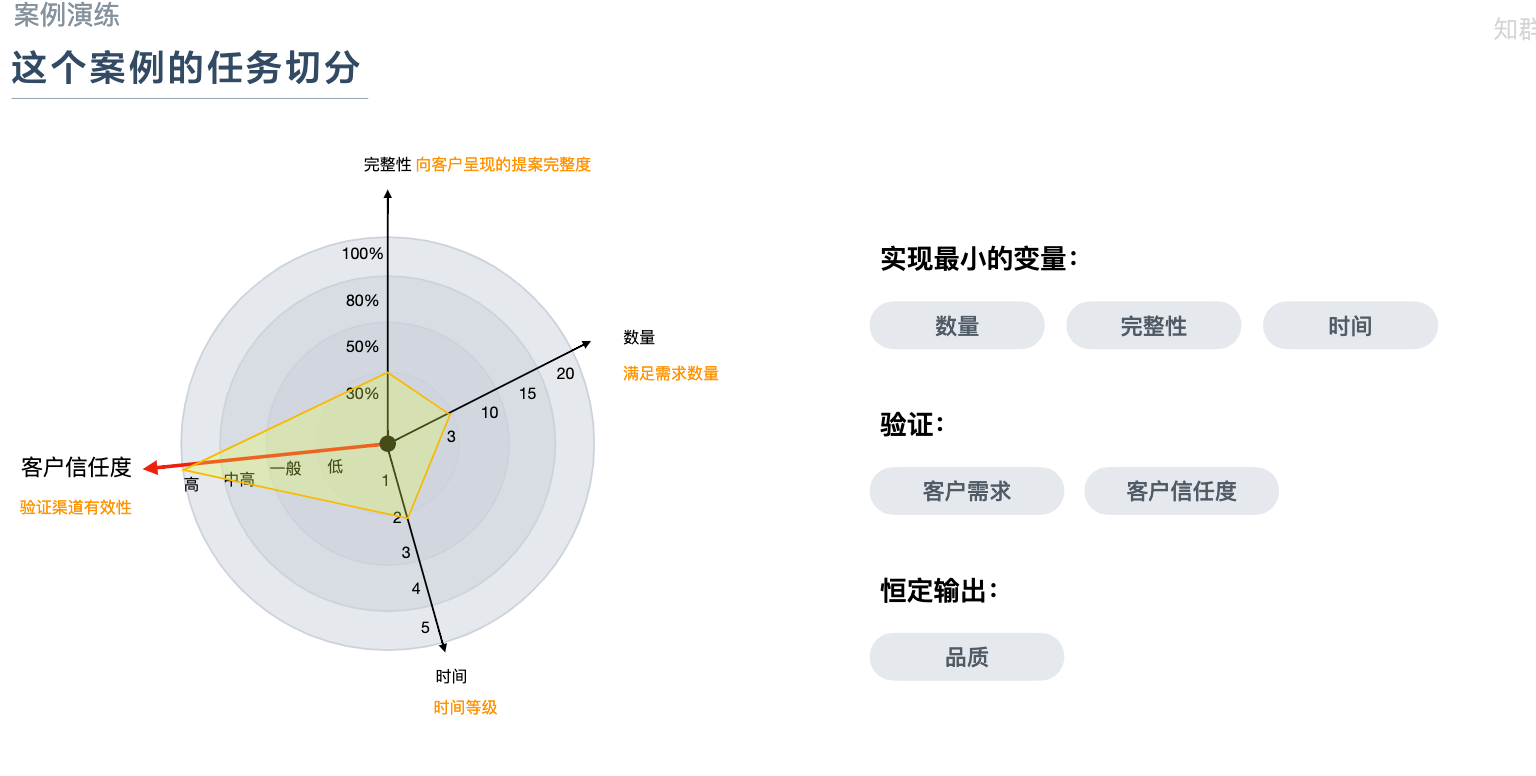 案例演练
知群
这个案例的任务切分
完整性 向客户呈现的提案完整度
100%
80%
50%
30%
数量
满足需求数量
20
15
10
3
客户信任度
验证渠道有效性
高
中高
一般
低
1
2
3
4
5
时间
时间等级
实现最小的变量：
数量
完整性
时间
验证：
客户需求
客户信任度
恒定输出：
品质